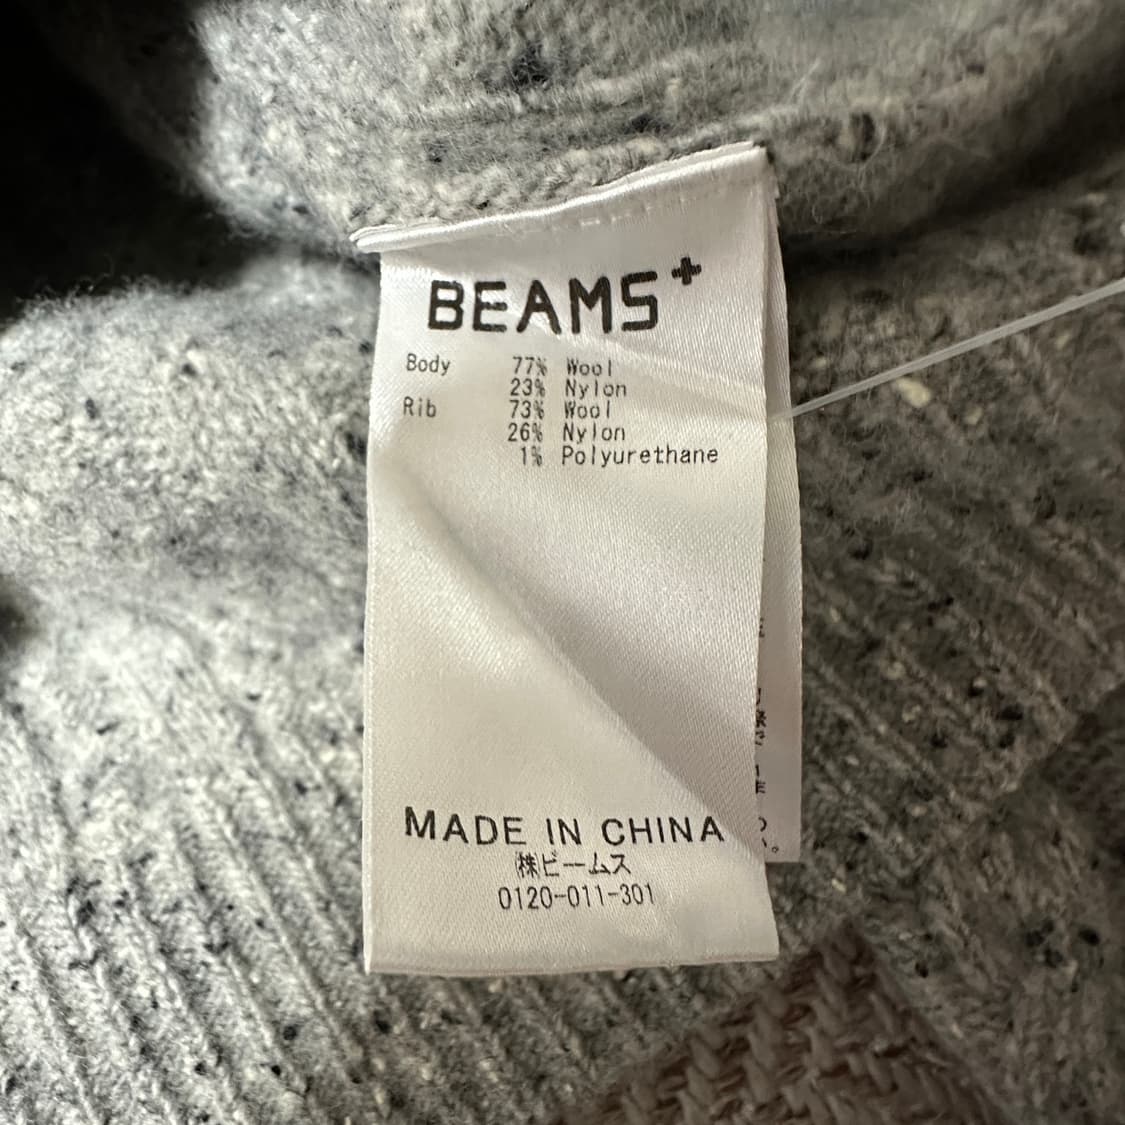 BEAMS+
Body 77% Wool
23% Nylon
Rib 73% Wool
26% Nylon
1% Polyurethane
MADE IN CHINA
㈱ビームス
0120-011-301